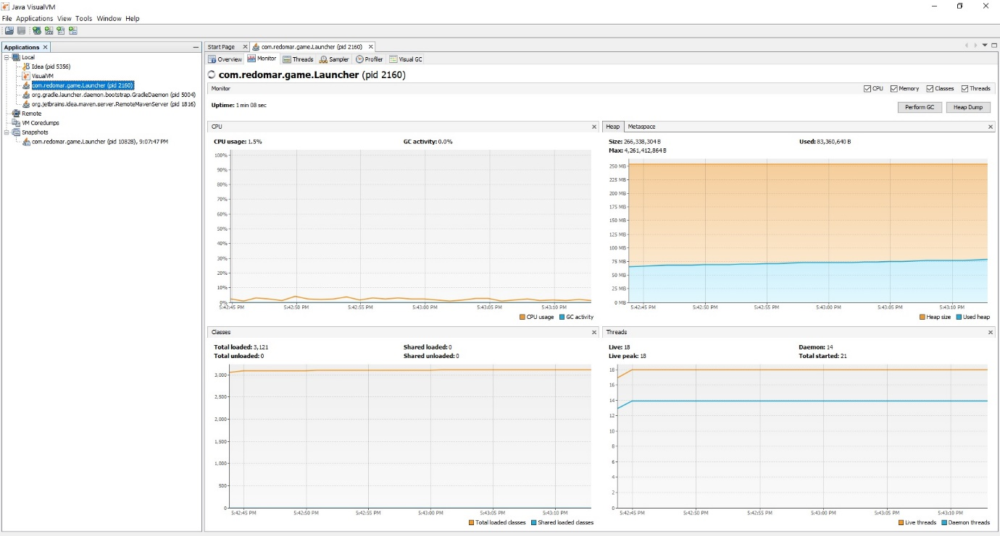 Java VisualVM
File Applications View Tools Window Help
Applications
Local
Idea (pid 5356)
VisualVM
com.redomar.game.Launcher (pid 2160)
org.gradle.launcher.daemon.bootstrap.GradleDaemon (pid 5004)
org.jetbrains.idea.maven.server.RemoteMavenServer (pid 1816)
Remote
VM Coredumps
Snapshots
com.redomar.game.Launcher (pid 10828), 9:07:47 PM
Start Page com.redomar.game.Launcher (pid 2160)
Overview Monitor Threads Sampler Profiler Visual GC
com.redomar.game.Launcher (pid 2160)
Monitor CPU Memory Classes Threads
Uptime: 1 min 08 sec Perform GC Heap Dump
CPU
CPU usage: 1.5% GC activity: 0.0%
100%
90%
80%
70%
60%
50%
40%
30%
20%
10%
0%
5:42:45 PM 5:42:50 PM 5:42:55 PM 5:43:00 PM 5:43:05 PM 5:43:10 PM
CPU usage GC activity
Heap Metaspace
Size: 266,338,304 B Used: 83,360,640 B
Max: 4,261,412,864 B
250 MB
225 MB
200 MB
175 MB
150 MB
125 MB
100 MB
75 MB
50 MB
25 MB
0 MB
5:42:45 PM 5:42:50 PM 5:42:55 PM 5:43:00 PM 5:43:05 PM 5:43:10 PM
Heap size Used heap
Classes
Total loaded: 3,121 Shared loaded: 0
Total unloaded: 0 Shared unloaded: 0
3,000
2,500
2,000
1,500
1,000
500
0
5:42:45 PM 5:42:50 PM 5:42:55 PM 5:43:00 PM 5:43:05 PM 5:43:10 PM
Total loaded classes Shared loaded classes
Threads
Live: 18 Daemon: 14
Live peak: 18 Total started: 21
18
16
14
12
10
8
6
4
2
0
5:42:45 PM 5:42:50 PM 5:42:55 PM 5:43:00 PM 5:43:05 PM 5:43:10 PM
Live threads Daemon threads